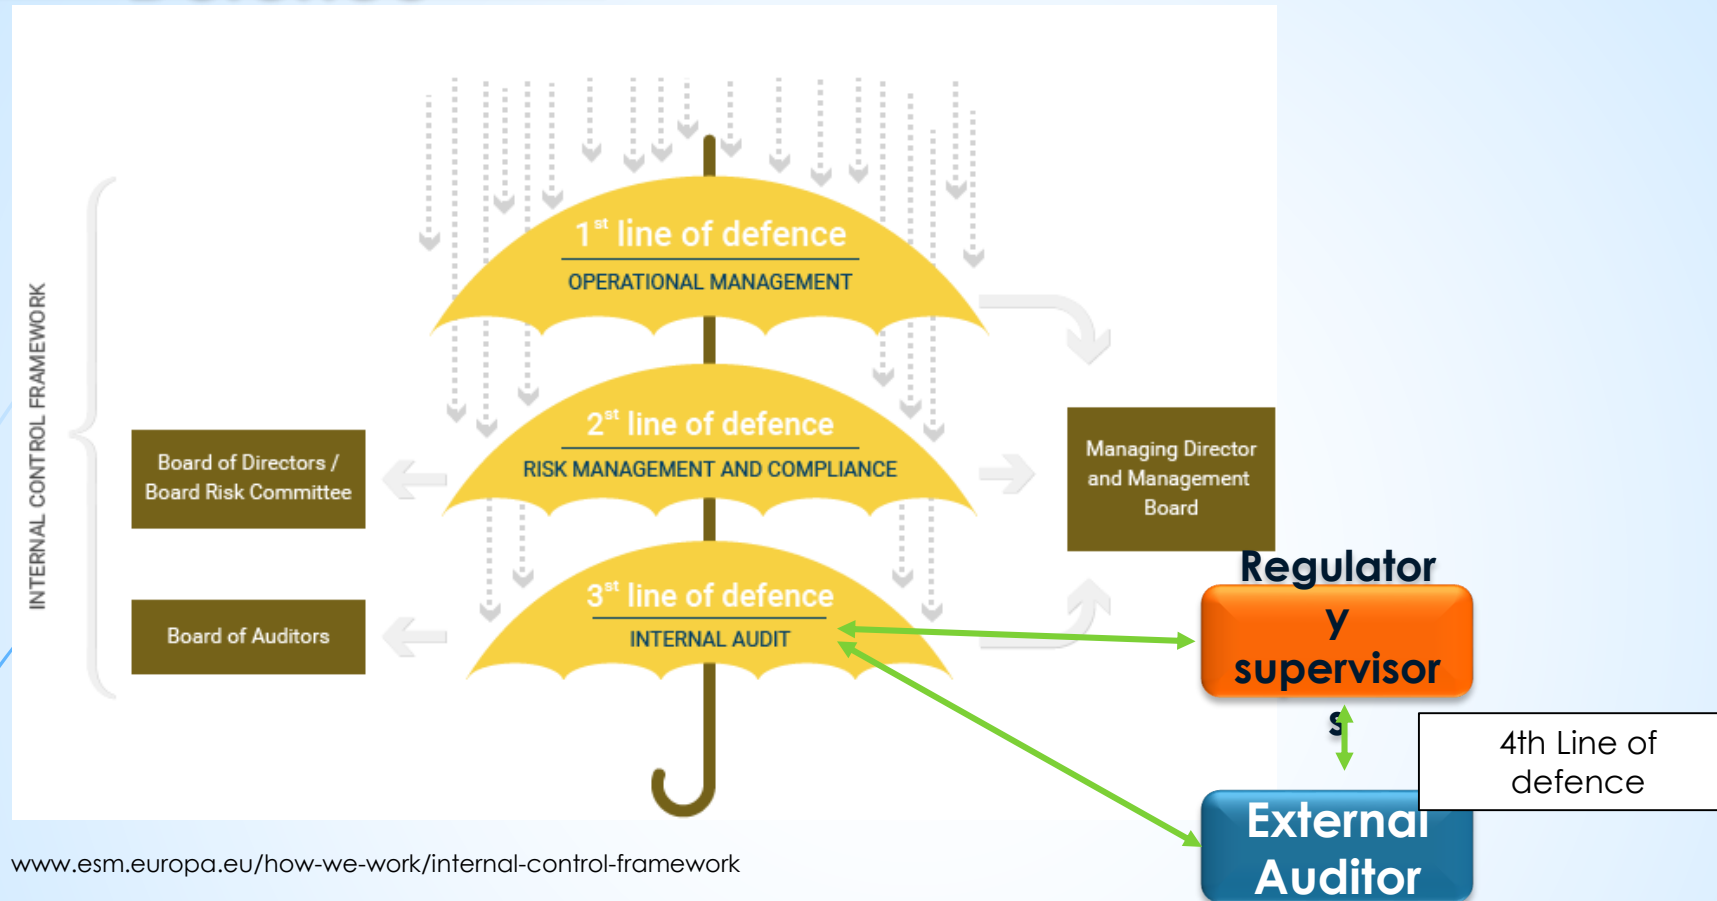 INTERNAL CONTROL FRAMEWORK
1st line of defence
OPERATIONAL MANAGEMENT
2st line of defence
RISK MANAGEMENT AND COMPLIANCE
3st line of defence
INTERNAL AUDIT
Board of Directors /
Board Risk Committee
Board of Auditors
Managing Director
and Management
Board
Regulator
y
supervisor
s
4th Line of
defence
External
Auditor
www.esm.europa.eu/how-we-work/internal-control-framework